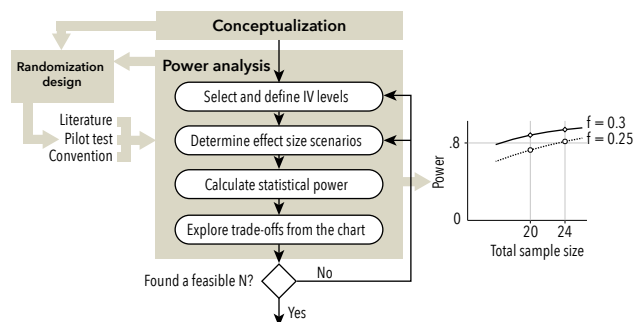 Conceptualization
Randomization
design
Power analysis
Select and define IV levels
Literature
Pilot test
Convention
Determine effect size scenarios
Calculate statistical power
Explore trade-offs from the chart
Found a feasible N?
No
Yes
f = 0.3
f = 0.25
.8
Power
0
20
24
Total sample size